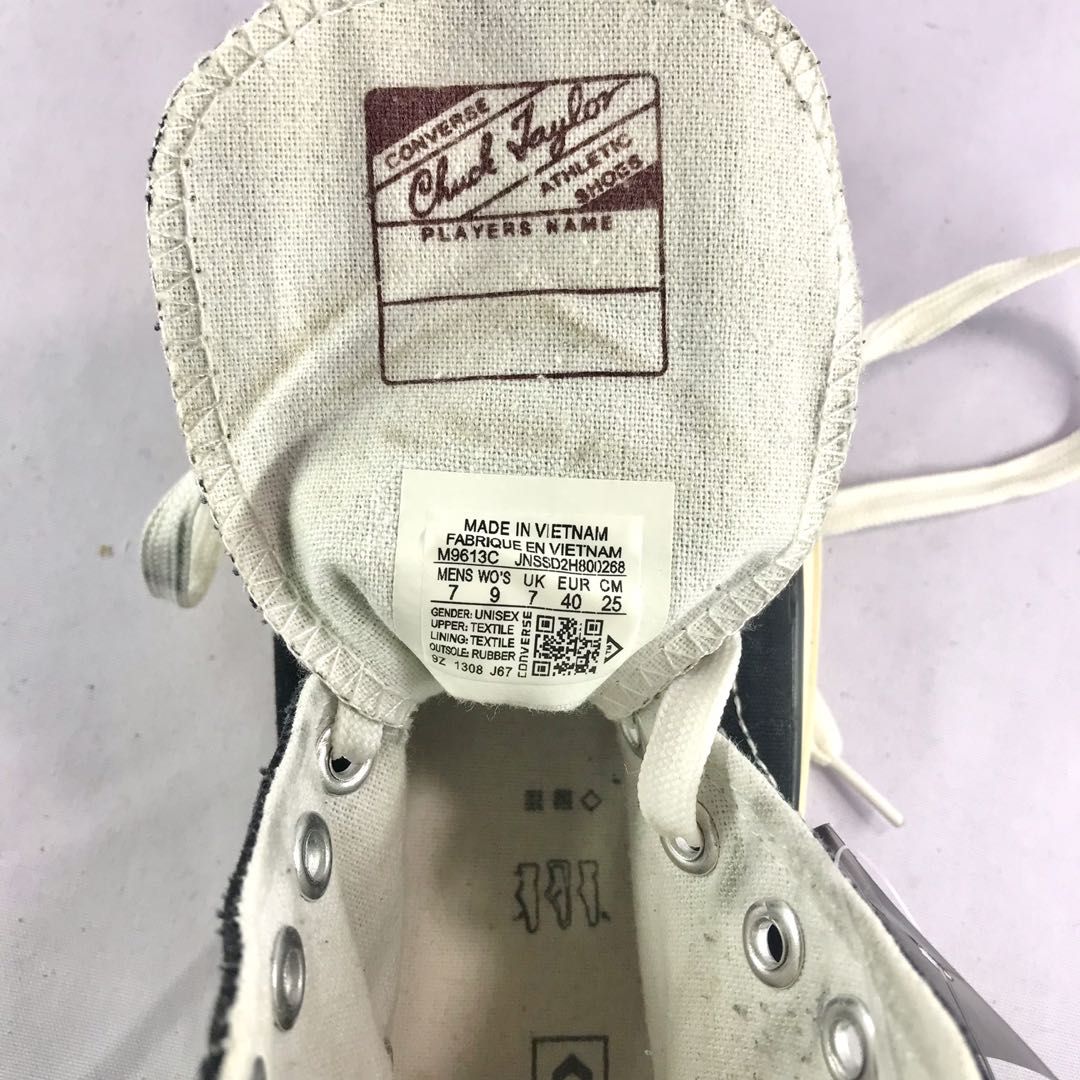 CONVERSE
Chuck Taylor
ATHLETIC
SHOES
PLAYERS NAME
MADE IN VIETNAM
FABRIQUE EN VIETNAM
M9613C JNSSD2H800268
MENS WO'S UK EUR CM
7 9 7 40 25
GENDER: UNISEX
UPPER: TEXTILE
LINING: TEXTILE
OUTSOLE: RUBBER
9Z 1308 J67
CONVERSE
TM